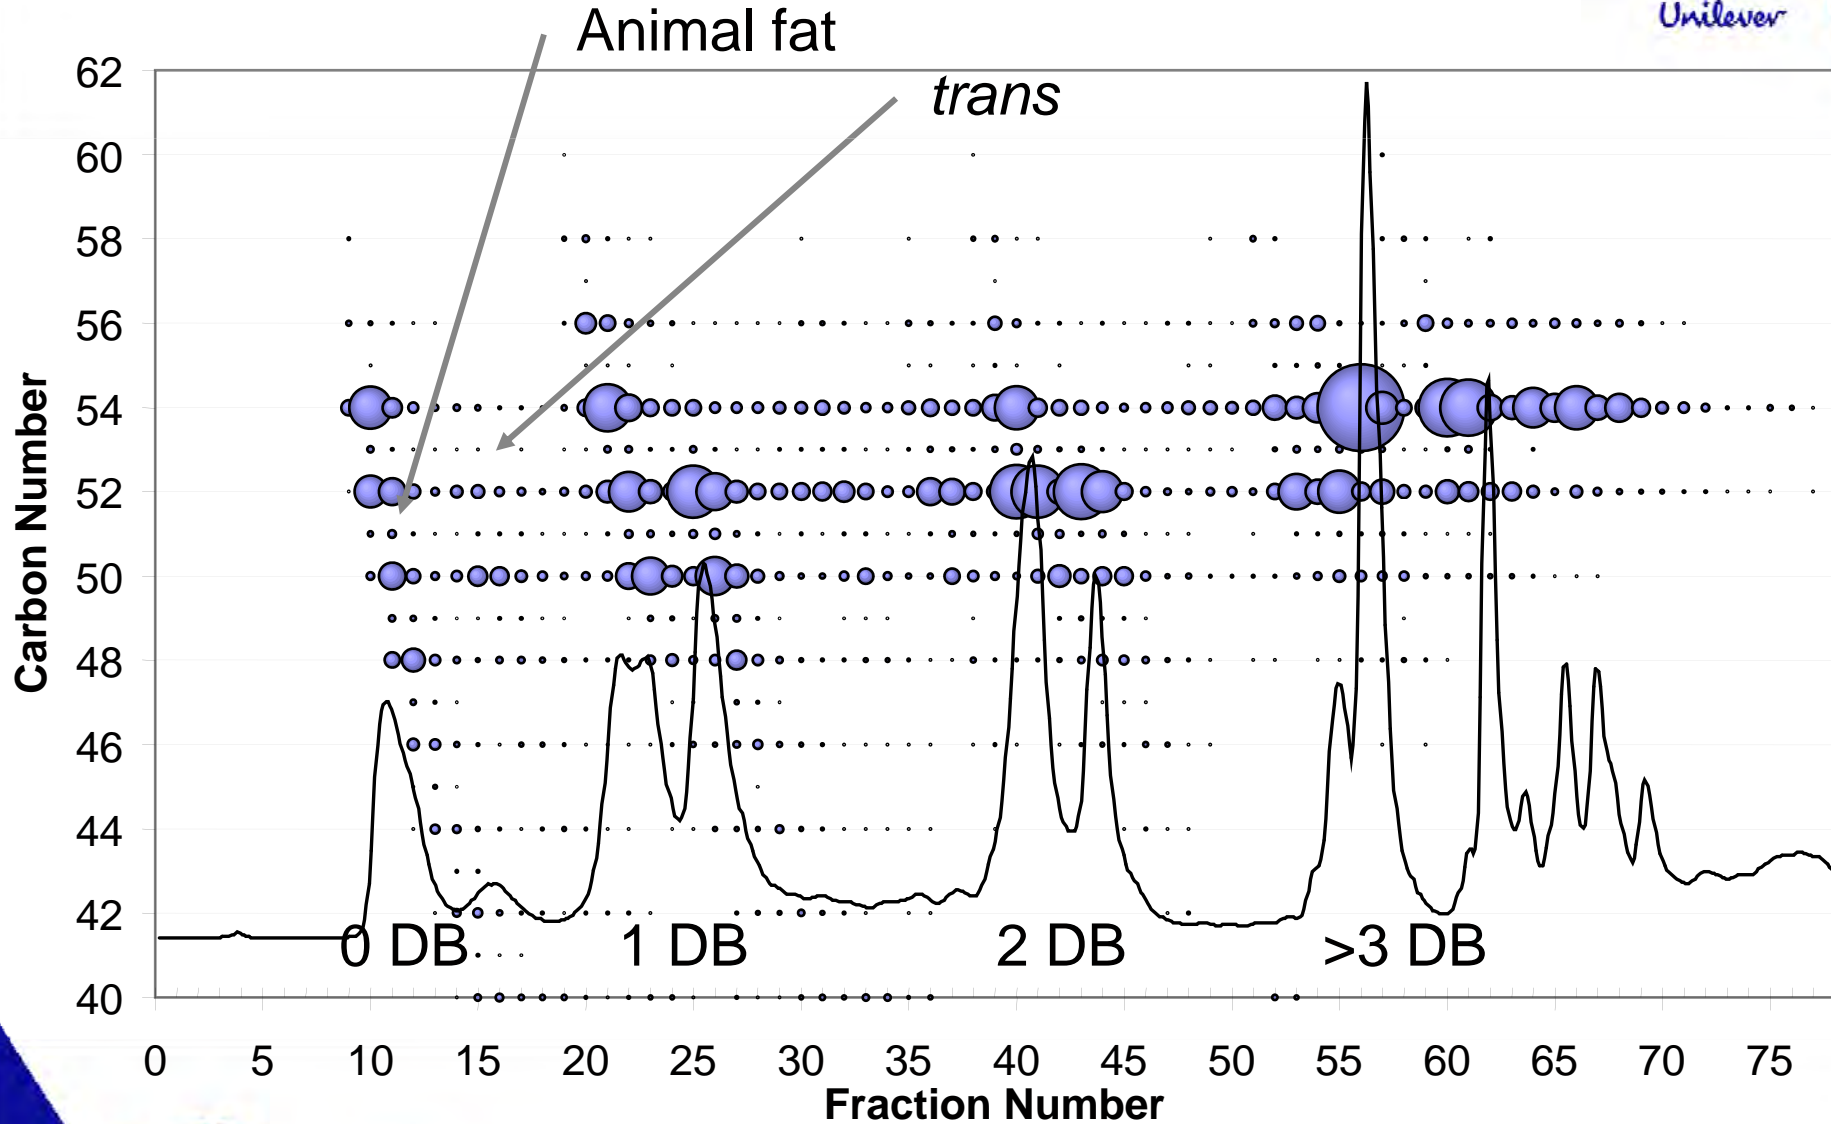 Unilever
Animal fat
trans
62
60
58
56
54
52
50
48
46
44
42
40
Carbon Number
0 DB 1 DB 2 DB >3 DB
0 5 10 15 20 25 30 35 40 45 50 55 60 65 70 75
Fraction Number